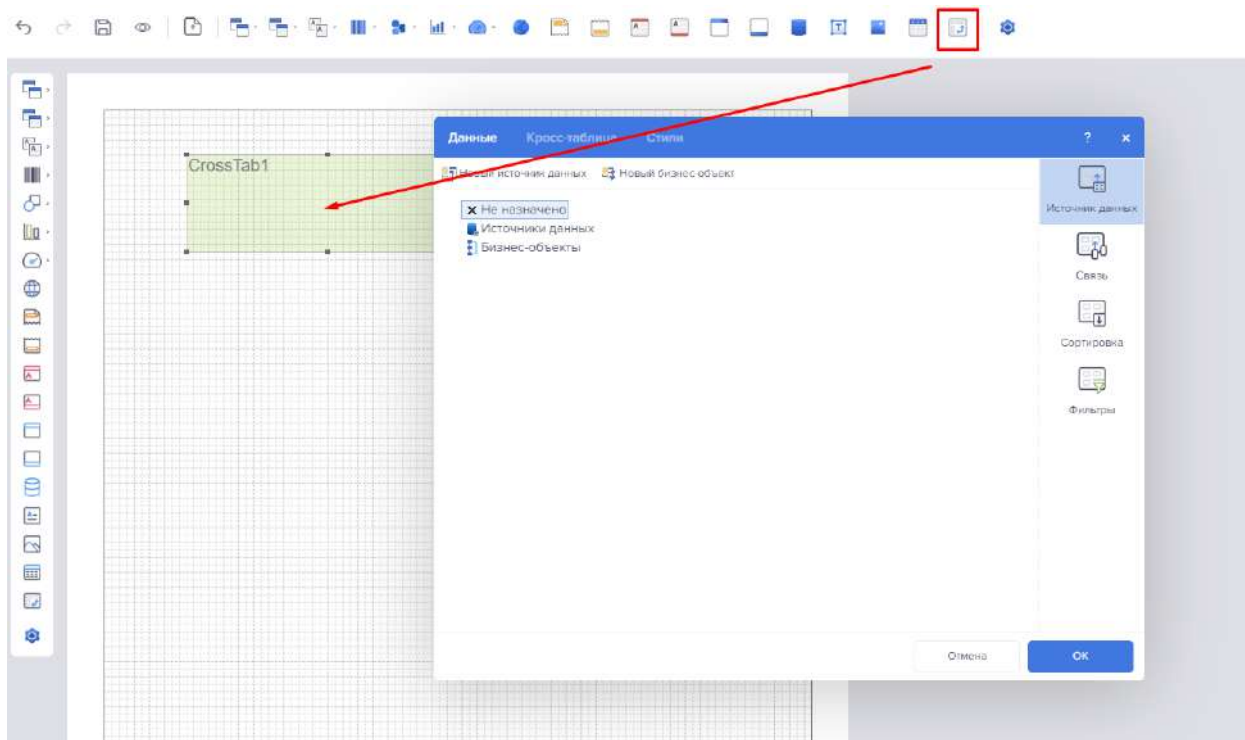 Данные Кросс-таблица Стили ? ×
CrossTab1
Новый источник данных Новый бизнес-объект
Не назначено
Источники данных
Бизнес-объекты
Источник данных
Связь
Сортировка
Фильтры
Отмена OK